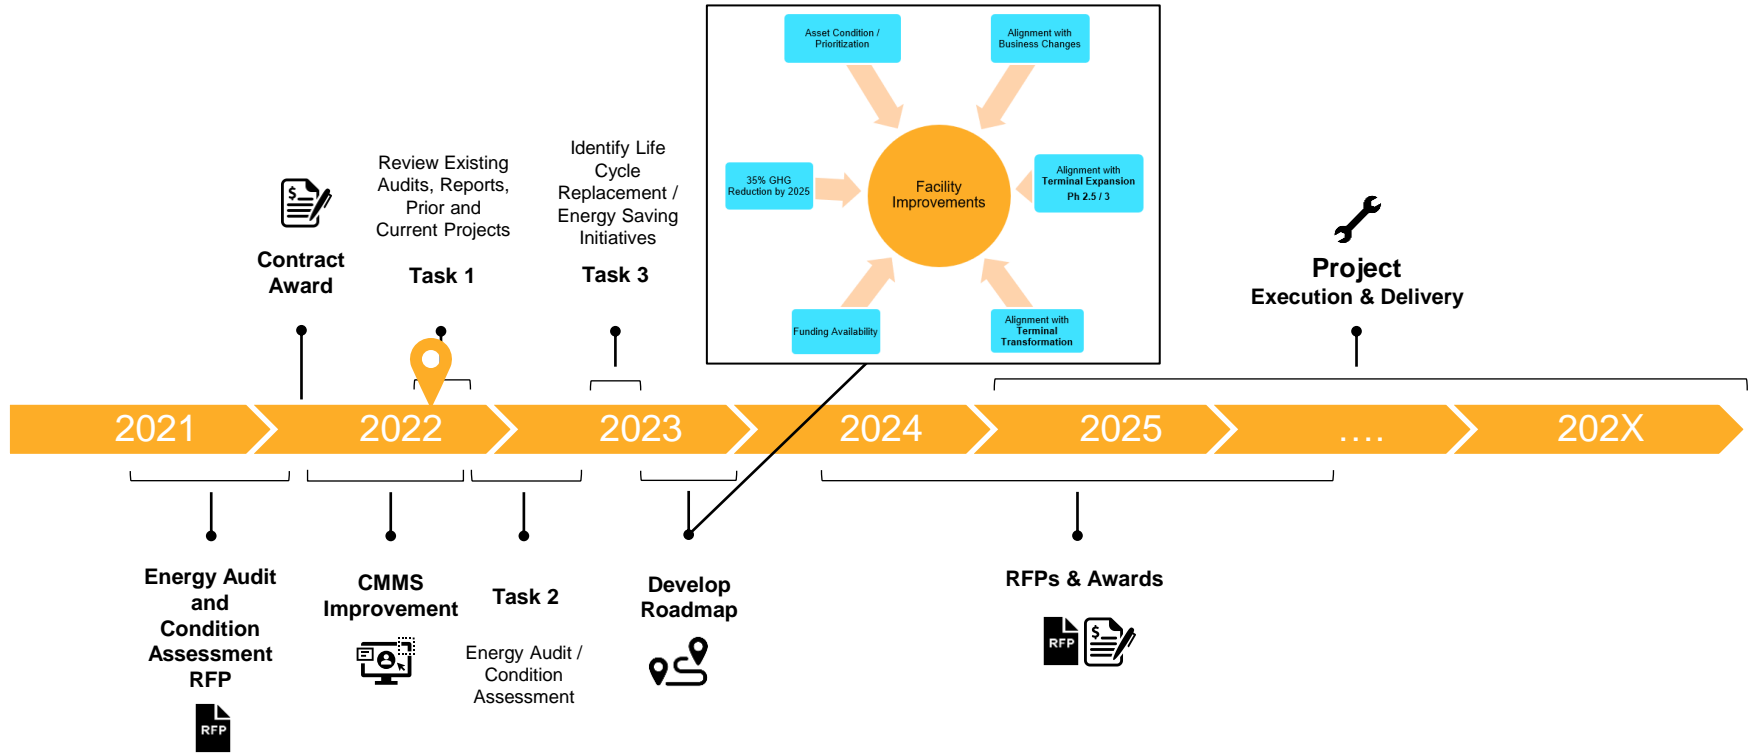 Asset Condition /
Prioritization
Alignment with
Business Changes
35% GHG
Reduction by 2025
Facility
Improvements
Alignment with
Terminal Expansion
Ph 2.5 / 3
Funding Availability
Alignment with
Terminal
Transformation
$
Contract
Award
Review Existing
Audits, Reports,
Prior and
Current Projects
Task 1
Identify Life
Cycle
Replacement /
Energy Saving
Initiatives
Task 3
Project
Execution & Delivery
2021
2022
2023
2024
2025
....
202X
Energy Audit
and
Condition
Assessment
RFP
RFP
CMMS
Improvement
Task 2
Energy Audit /
Condition
Assessment
Develop
Roadmap
RFPs & Awards
RFP
$